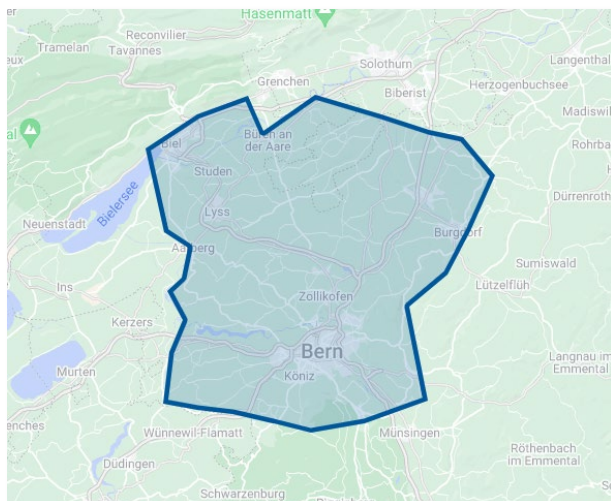 Hasenmatt
Reconvilier
Tramelan
Tavannes
Solothurn
Langenthal
Grenchen
Biberist
Herzogenbuchsee
Madiswil
Biel
Büren an
der Aare
Rohrba
Studen
Lyss
Dürrenroth
Bielersee
Neuenstadt
Burgdorf
Aarberg
Sumiswald
Ins
Zollikofen
Lützelflüh
Kerzers
Bern
Langnau im
Emmental
Murten
Köniz
enches
Wünnewil-Flamatt
Münsingen
Düdingen
Röthenbach
im Emmental
Schwarzenburg